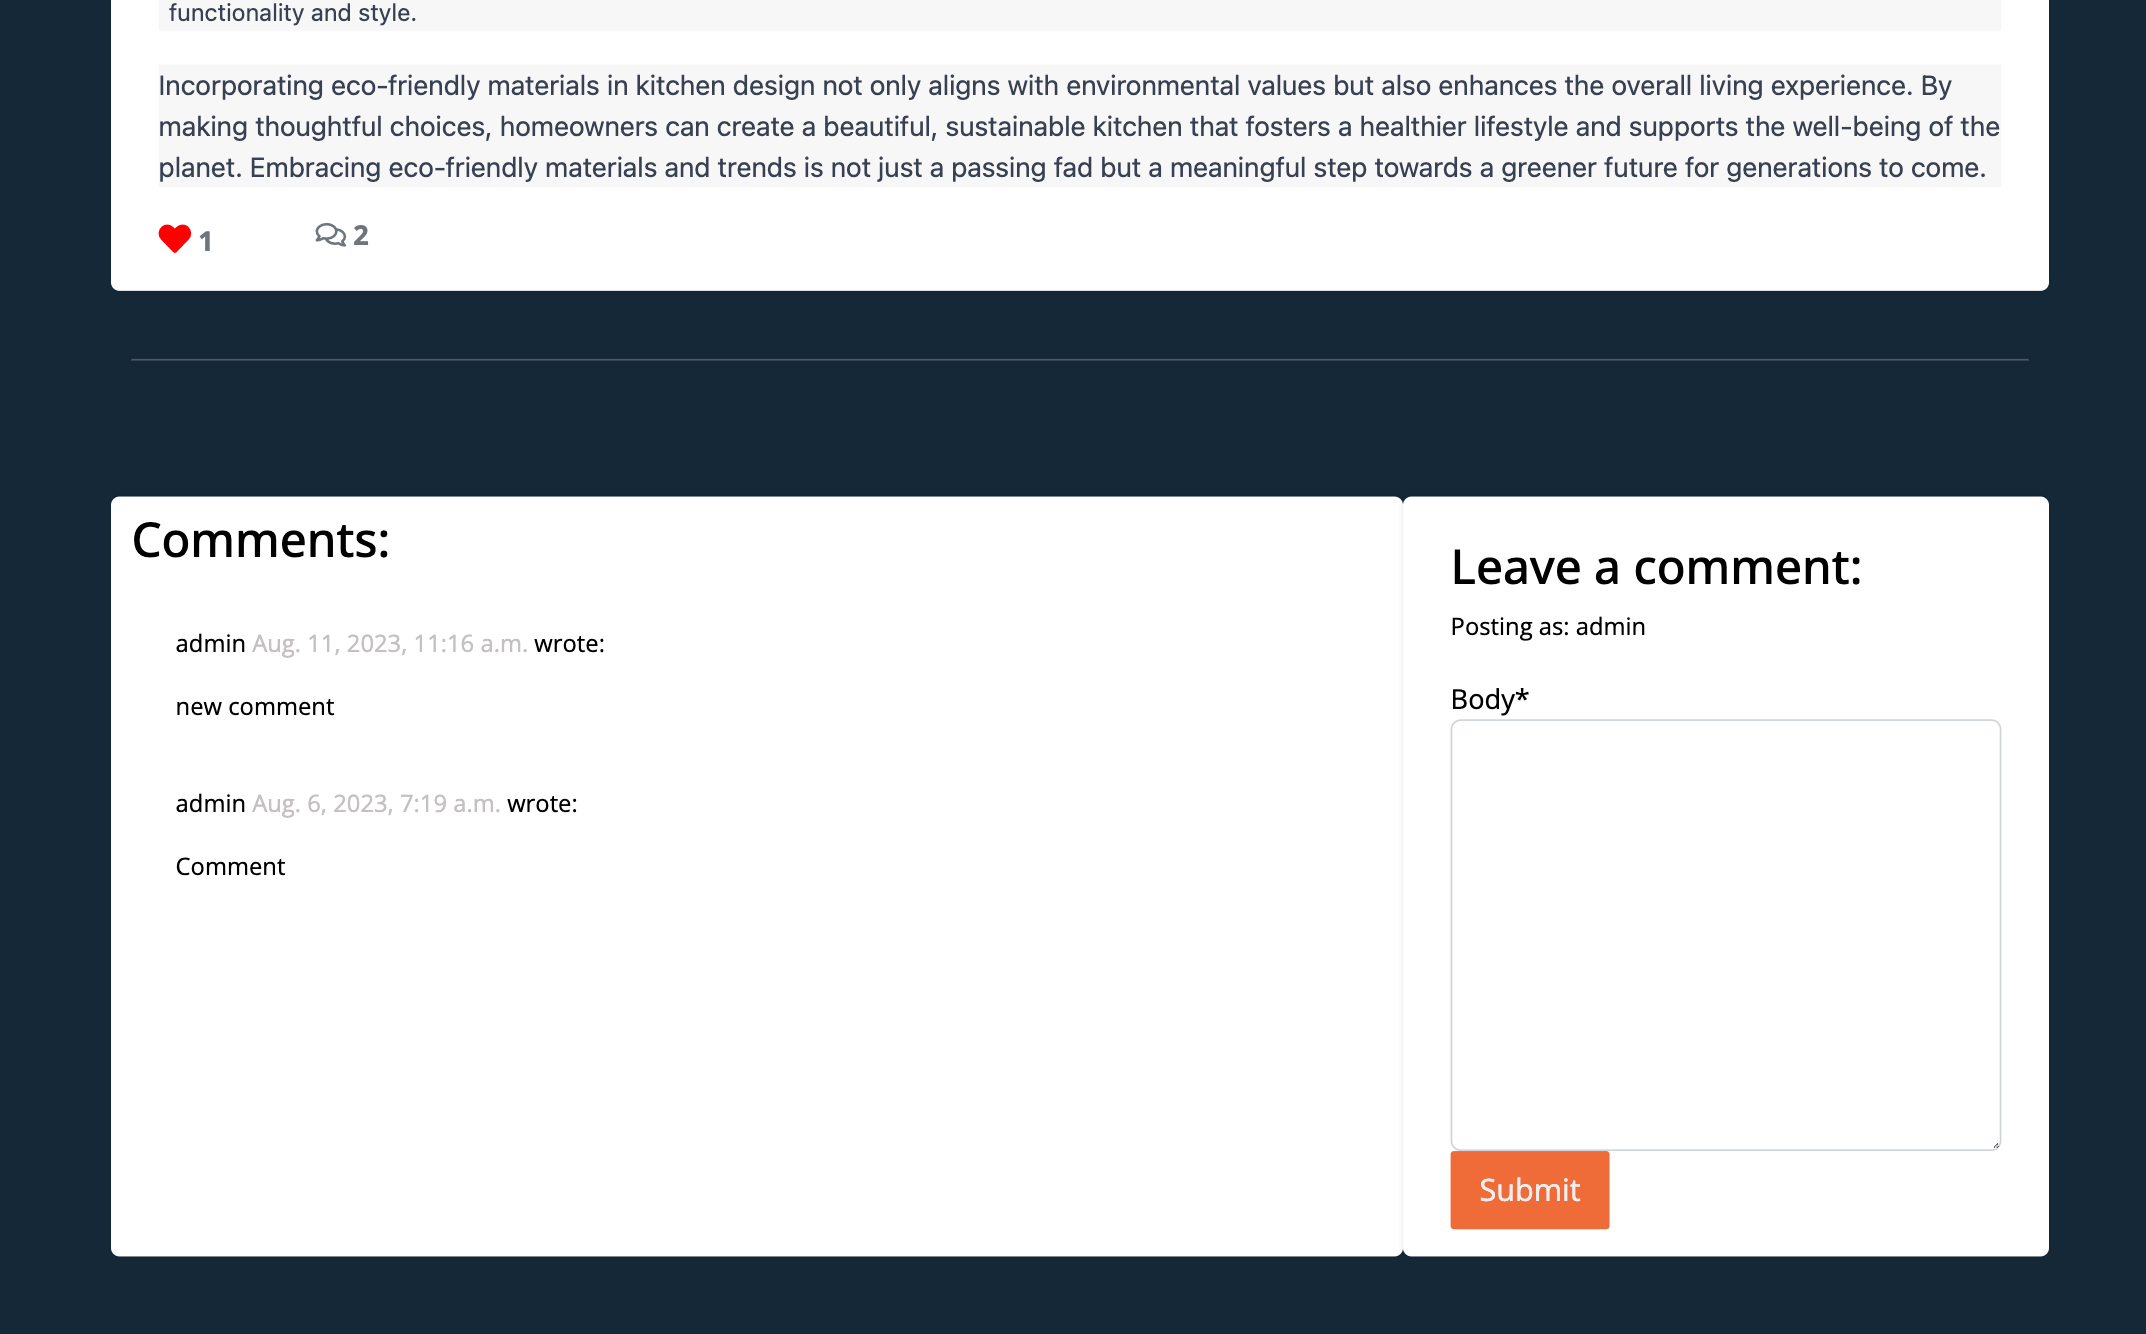 functionality and style.
Incorporating eco-friendly materials in kitchen design not only aligns with environmental values but also enhances the overall living experience. By
making thoughtful choices, homeowners can create a beautiful, sustainable kitchen that fosters a healthier lifestyle and supports the well-being of the
planet. Embracing eco-friendly materials and trends is not just a passing fad but a meaningful step towards a greener future for generations to come.
1 2
Comments:
admin Aug. 11, 2023, 11:16 a.m. wrote:
new comment
admin Aug. 6, 2023, 7:19 a.m. wrote:
Comment
Leave a comment:
Posting as: admin
Body*
Submit